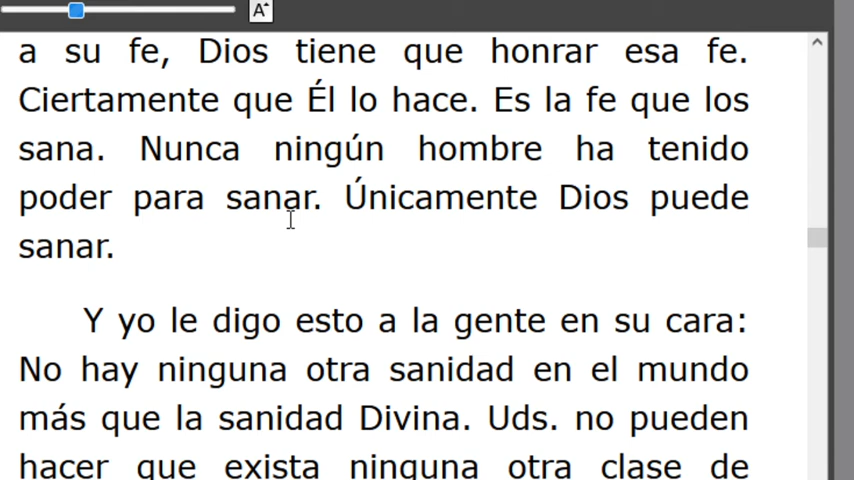 A
a su fe, Dios tiene que honrar esa fe.
Ciertamente que Él lo hace. Es la fe que los
sana. Nunca ningún hombre ha tenido
poder para sanar. Únicamente Dios puede
sanar.
Y yo le digo esto a la gente en su cara:
No hay ninguna otra sanidad en el mundo
más que la sanidad Divina. Uds. no pueden
hacer que exista ninguna otra clase de